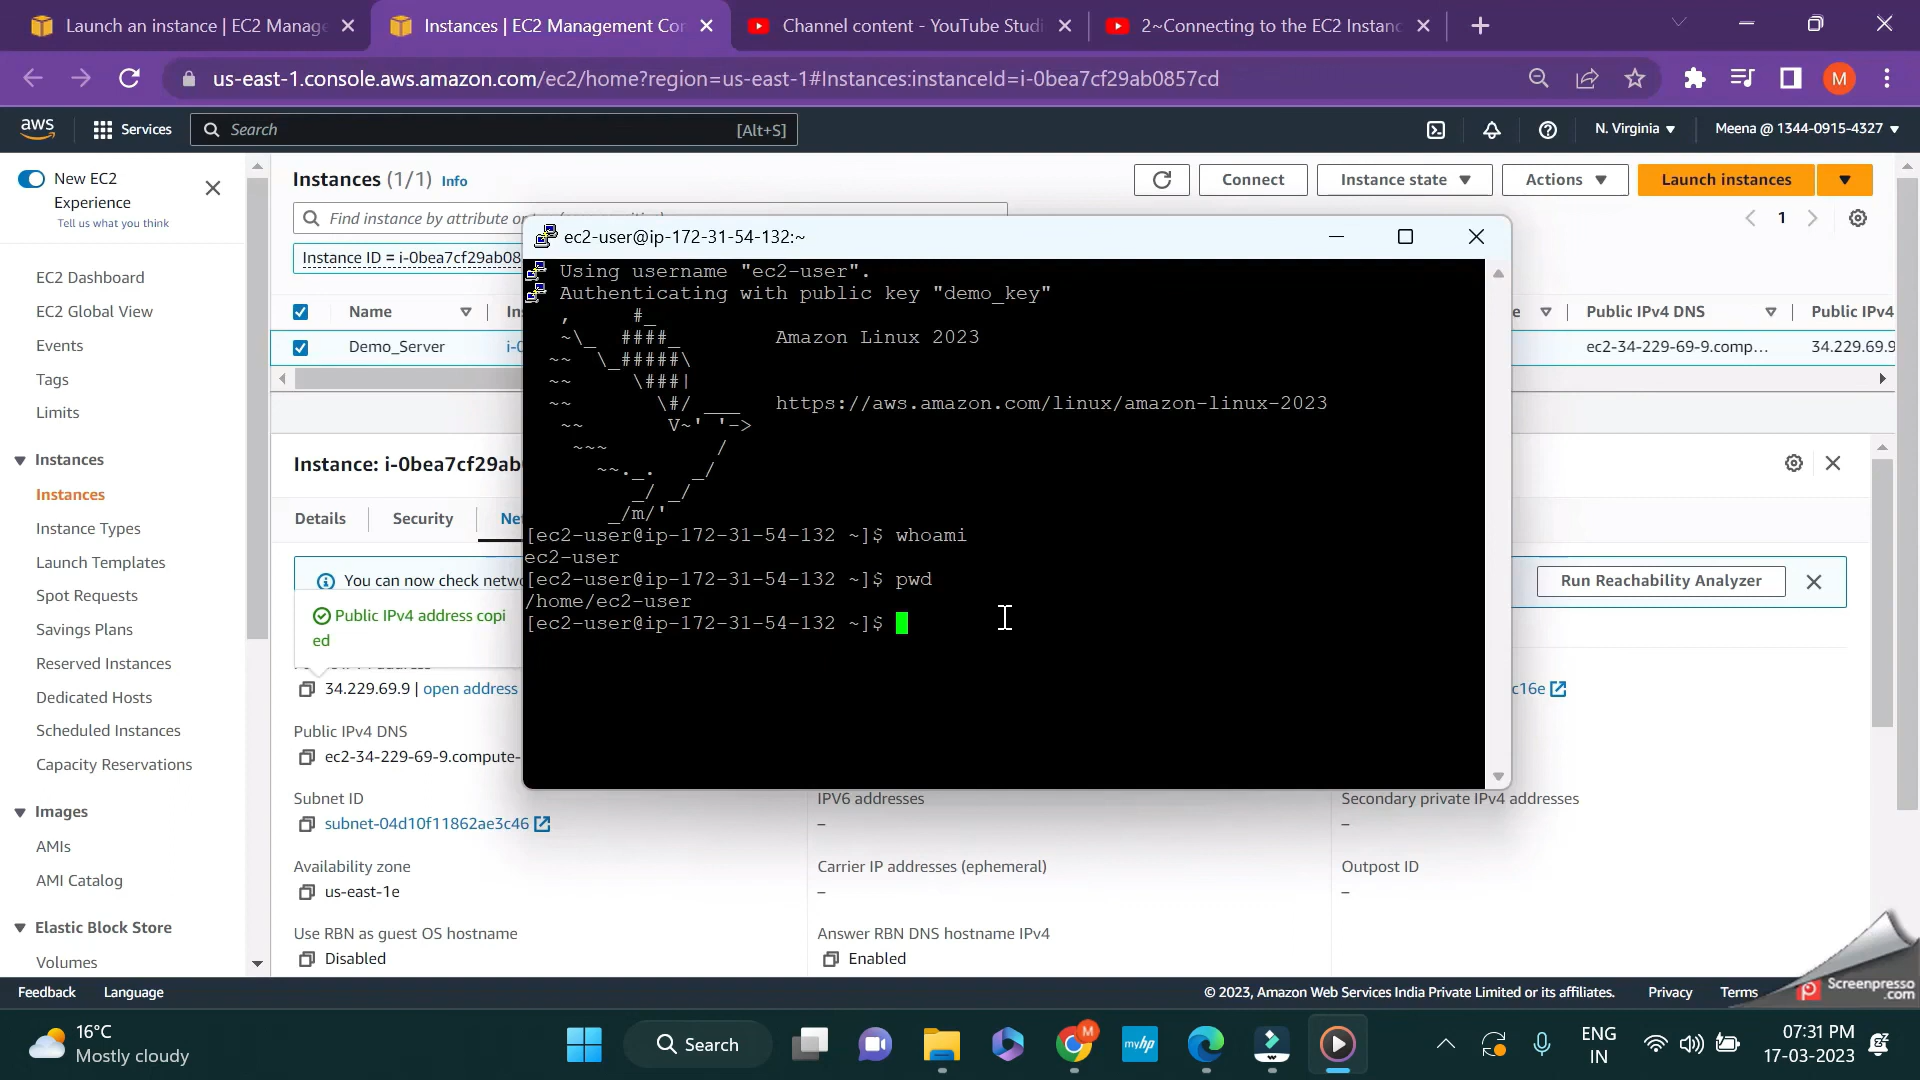 Launch an instance | EC2 Manage
Instances | EC2 Management Con
Channel content - YouTube Studi
2~Connecting to the EC2 Instanc
us-east-1.console.aws.amazon.com/ec2/home?region=us-east-1#Instances:instanceId=i-0bea7cf29ab0857cd
M
aws
Services
Search
[Alt+S]
N. Virginia
Meena @ 1344-0915-4327
New EC2
Experience
Tell us what you think
EC2 Dashboard
EC2 Global View
Events
Tags
Limits
Instances
Instances
Instance Types
Launch Templates
Spot Requests
Savings Plans
Reserved Instances
Dedicated Hosts
Scheduled Instances
Capacity Reservations
Images
AMIs
AMI Catalog
Elastic Block Store
Volumes
Instances (1/1) Info
Connect
Instance state
Actions
Launch instances
Find instance by attribute or
1
Instance ID = i-0bea7cf29ab08
Name
Ins
e
Public IPv4 DNS
Public IPv4
Demo_Server
i-0
ec2-34-229-69-9.comp...
34.229.69.9
Instance: i-0bea7cf29ab
Details
Security
Net
You can now check netwo
Run Reachability Analyzer
Public IPv4 address copi
ed
34.229.69.9 | open address
c16e
Public IPv4 DNS
ec2-34-229-69-9.compute-
Subnet ID
subnet-04d10f11862ae3c46
IPV6 addresses
–
Secondary private IPv4 addresses
–
Availability zone
us-east-1e
Carrier IP addresses (ephemeral)
–
Outpost ID
–
Use RBN as guest OS hostname
Disabled
Answer RBN DNS hostname IPv4
Enabled
ec2-user@ip-172-31-54-132:~
Using username "ec2-user".
Authenticating with public key "demo_key"
   ,     #_
   ~\_  ####_        Amazon Linux 2023
  ~~  \_#####\
  ~~     \###|
  ~~       \#/ ___   https://aws.amazon.com/linux/amazon-linux-2023
   ~~       V~' '->
    ~~~         /
      ~~._.   _/
         _/ _/
       _/m/'
[ec2-user@ip-172-31-54-132 ~]$ whoami
ec2-user
[ec2-user@ip-172-31-54-132 ~]$ pwd
/home/ec2-user
[ec2-user@ip-172-31-54-132 ~]$
Feedback
Language
© 2023, Amazon Web Services India Private Limited or its affiliates.
Privacy
Terms
Screenpresso
.com
16°C
Mostly cloudy
Search
M
myhp
ENG
IN
07:31 PM
17-03-2023